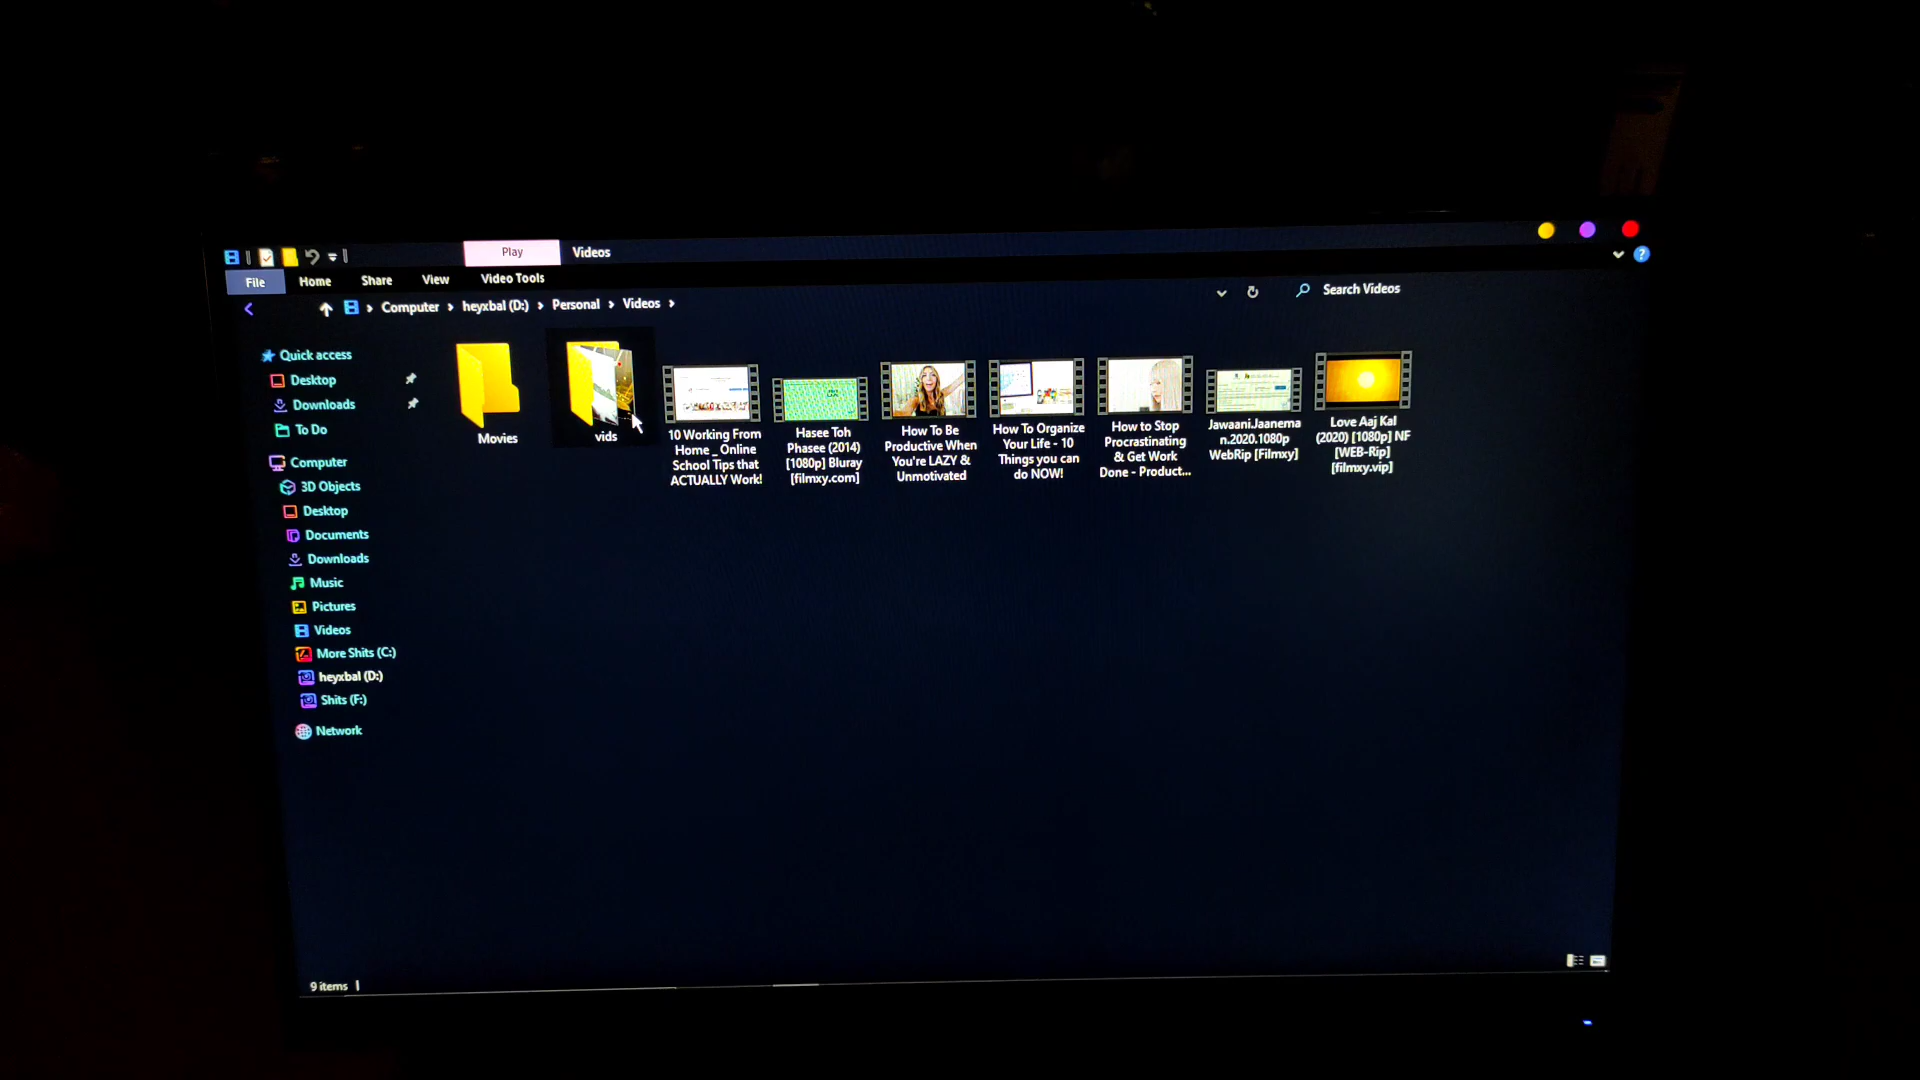 Play
Videos
File
Home
Share
View
Video Tools
Computer
heyxbal (D:)
Personal
Videos
Search Videos
Quick access
Desktop
Downloads
To Do
Computer
3D Objects
Desktop
Documents
Downloads
Music
Pictures
Videos
More Shits (C:)
heyxbal (D:)
Shits (F:)
Network
Movies
vids
10 Working From
Home _ Online
School Tips that
ACTUALLY Work!
Hasee Toh
Phasee (2014)
[1080p] Bluray
[filmxy.com]
How To Be
Productive When
You're LAZY &
Unmotivated
How To Organize
Your Life - 10
Things you can
do NOW!
How to Stop
Procrastinating
& Get Work
Done - Product...
Jawaani.Jaanema
n.2020.1080p
WebRip [Filmxy]
Love Aaj Kal
(2020) [1080p] NF
[WEB-Rip]
[filmxy.vip]
9 items